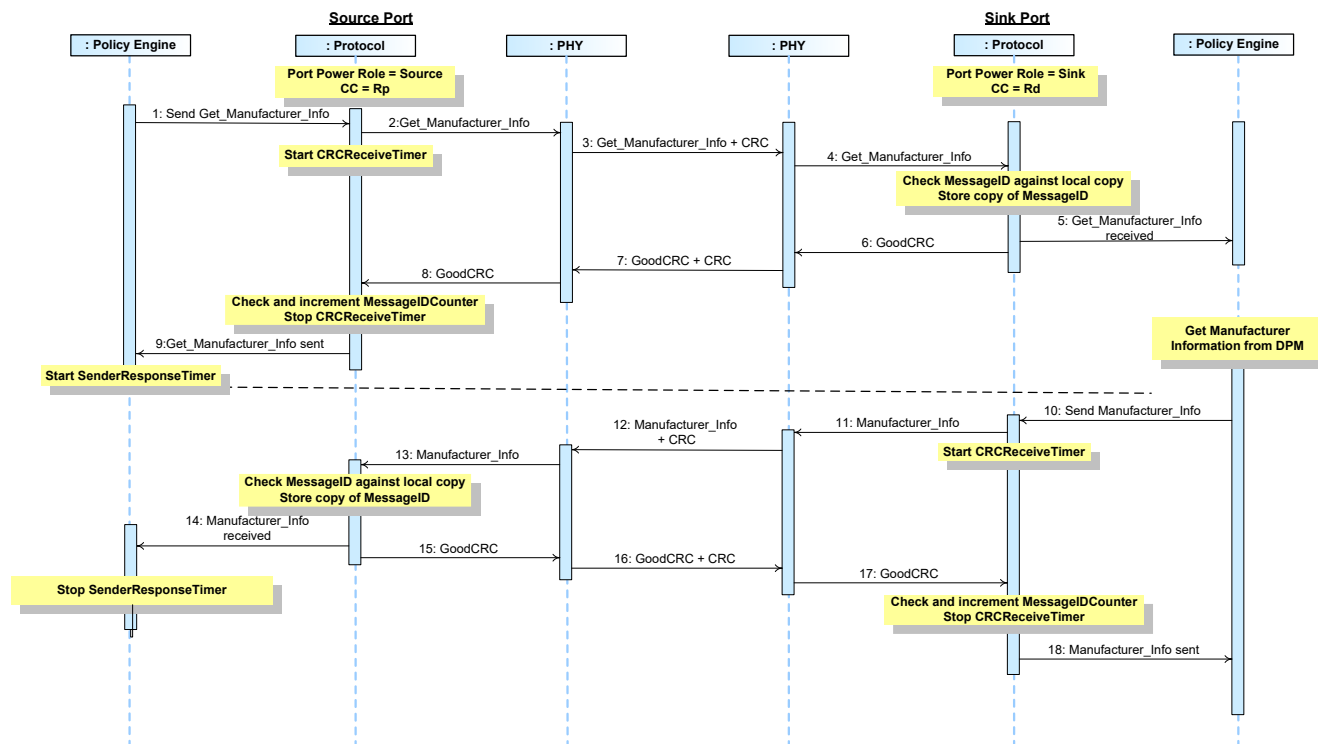 Source Port
Sink Port
: Policy Engine
: Protocol
: PHY
: PHY
: Protocol
: Policy Engine
Port Power Role = Source
CC = Rp
Port Power Role = Sink
CC = Rd
1: Send Get_Manufacturer_Info
2:Get_Manufacturer_Info
Start CRCReceiveTimer
3: Get_Manufacturer_Info + CRC
4: Get_Manufacturer_Info
Check MessageID against local copy
Store copy of MessageID
5: Get_Manufacturer_Info
received
6: GoodCRC
7: GoodCRC + CRC
8: GoodCRC
Check and increment MessageIDCounter
Stop CRCReceiveTimer
9:Get_Manufacturer_Info sent
Start SenderResponseTimer
Get Manufacturer
Information from DPM
10: Send Manufacturer_Info
11: Manufacturer_Info
Start CRCReceiveTimer
12: Manufacturer_Info
+ CRC
13: Manufacturer_Info
Check MessageID against local copy
Store copy of MessageID
14: Manufacturer_Info
received
15: GoodCRC
16: GoodCRC + CRC
17: GoodCRC
Stop SenderResponseTimer
Check and increment MessageIDCounter
Stop CRCReceiveTimer
18: Manufacturer_Info sent